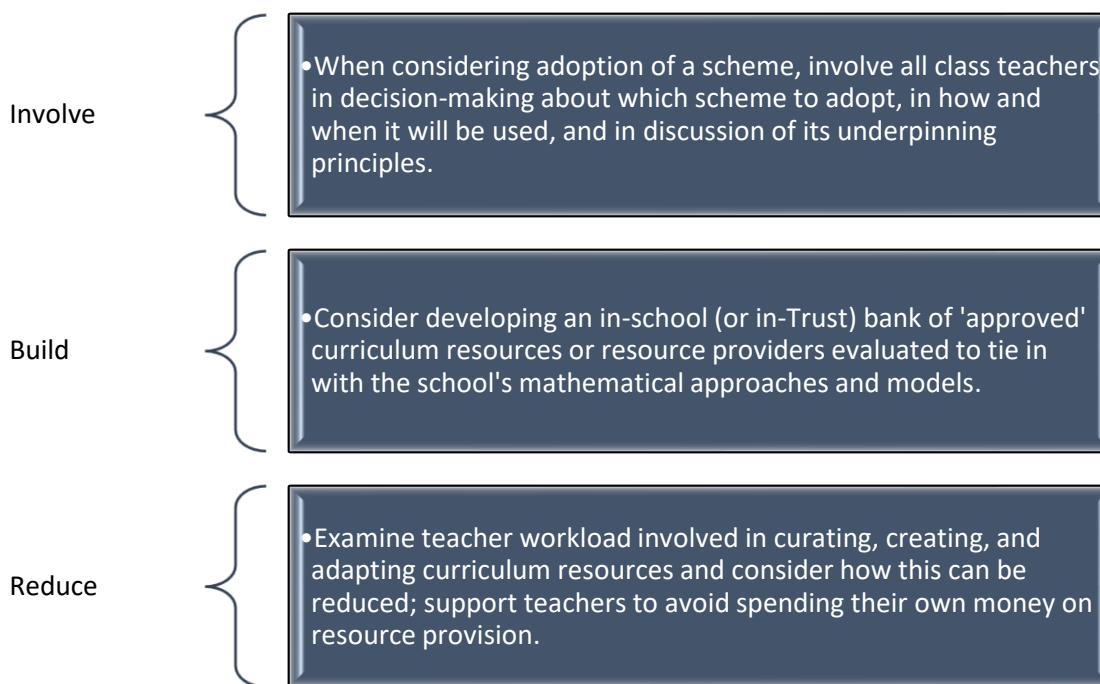 Involve
•When considering adoption of a scheme, involve all class teachers
in decision-making about which scheme to adopt, in how and
when it will be used, and in discussion of its underpinning
principles.
Build
•Consider developing an in-school (or in-Trust) bank of 'approved'
curriculum resources or resource providers evaluated to tie in
with the school's mathematical approaches and models.
Reduce
•Examine teacher workload involved in curating, creating, and
adapting curriculum resources and consider how this can be
reduced; support teachers to avoid spending their own money on
resource provision.